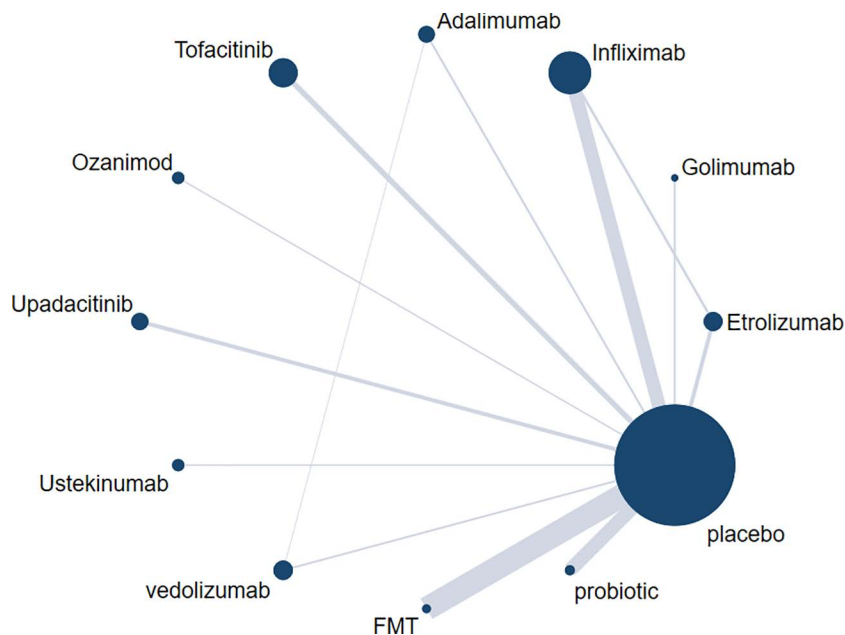 Adalimumab
Tofacitinib
Infliximab
Ozanimod
Golimumab
Upadacitinib
Etrolizumab
Ustekinumab
placebo
vedolizumab
probiotic
FMT